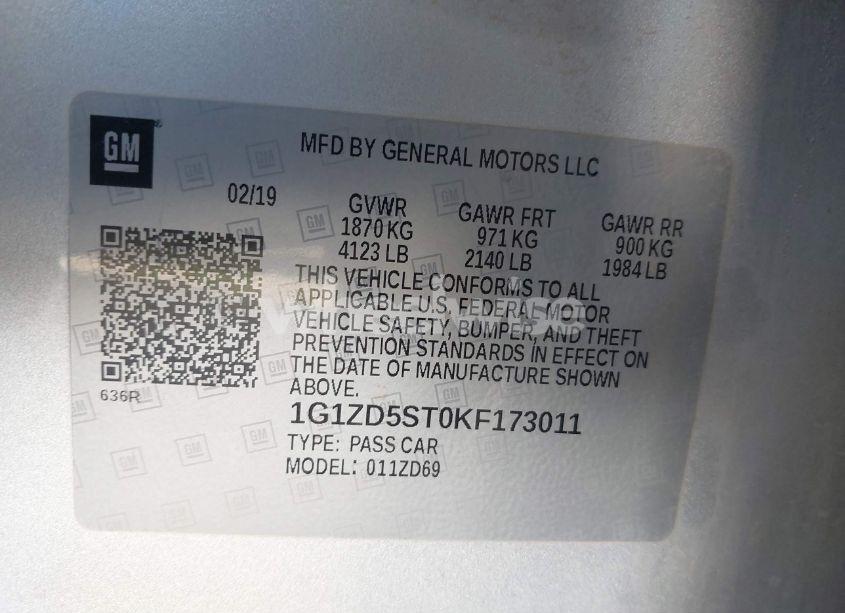 GM
MFD BY GENERAL MOTORS LLC
02/19
GVWR GAWR FRT GAWR RR
1870 KG 971 KG 900 KG
4123 LB 2140 LB 1984 LB
THIS VEHICLE CONFORMS TO ALL
APPLICABLE U.S. FEDERAL MOTOR
VEHICLE SAFETY, BUMPER, AND THEFT
PREVENTION STANDARDS IN EFFECT ON
THE DATE OF MANUFACTURE SHOWN
ABOVE.
636R
1G1ZD5ST0KF173011
TYPE: PASS CAR
MODEL: 011ZD69